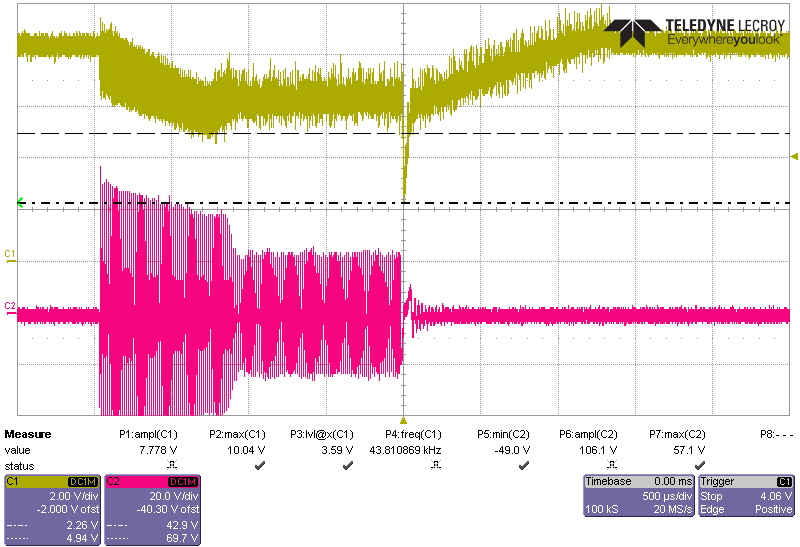 TELEDYNE LECROY
Everywhereyoulook
C1
C2
Measure P1:ampl(C1) P2:max(C1) P3:lvl@x(C1) P4:freq(C1) P5:min(C2) P6:ampl(C2) P7:max(C2) P8:- - -
value 7.778 V 10.04 V 3.59 V 43.810869 kHz -49.0 V 106.1 V 57.1 V
status
C1 DC1M
2.00 V/div
-2.000 V ofst
2.26 V
4.94 V
C2 DC1M
20.0 V/div
-40.30 V ofst
42.9 V
69.7 V
Timebase 0.00 ms
500 µs/div
100 kS 20 MS/s
Trigger C1
Stop 4.06 V
Edge Positive